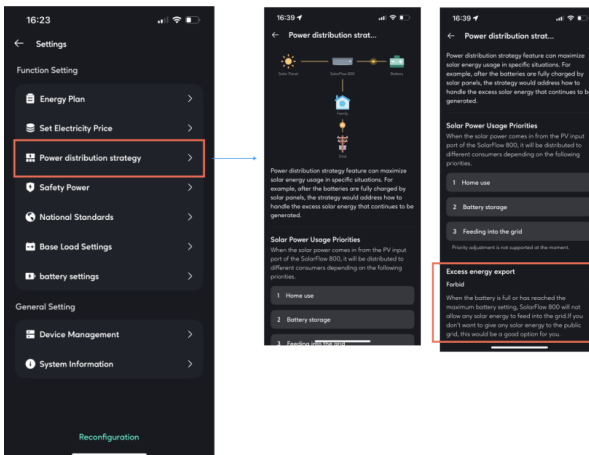 16:23
Settings
Function Setting
Energy Plan
Set Electricity Price
Power distribution strategy
Safety Power
National Standards
Base Load Settings
battery settings
General Setting
Device Management
System Information
Reconfiguration
16:39
Power distribution strat...
Solar Panel
SolarFlow 800
Battery
Family
Grid
Power distribution strategy feature can maximize
solar energy usage in specific situations. For
example, after the batteries are fully charged by
solar panels, the strategy would address how to
handle the excess solar energy that continues to be
generated.
Solar Power Usage Priorities
When the solar power comes in from the PV input
port of the SolarFlow 800, it will be distributed to
different consumers depending on the following
priorities.
1 Home use
2 Battery storage
3 Feeding into the grid
16:39
Power distribution strat...
Power distribution strategy feature can maximize
solar energy usage in specific situations. For
example, after the batteries are fully charged by
solar panels, the strategy would address how to
handle the excess solar energy that continues to b
generated.
Solar Power Usage Priorities
When the solar power comes in from the PV input
port of the SolarFlow 800, it will be distributed to
different consumers depending on the following
priorities.
1 Home use
2 Battery storage
3 Feeding into the grid
Priority adjustment is not supported at the moment.
Excess energy export
Forbid
When the battery is full or has reached the
maximum battery setting, SolarFlow 800 will not
allow any solar energy to feed into the grid.If you
don't want to give any solar energy to the public
grid, this would be a good option for you.